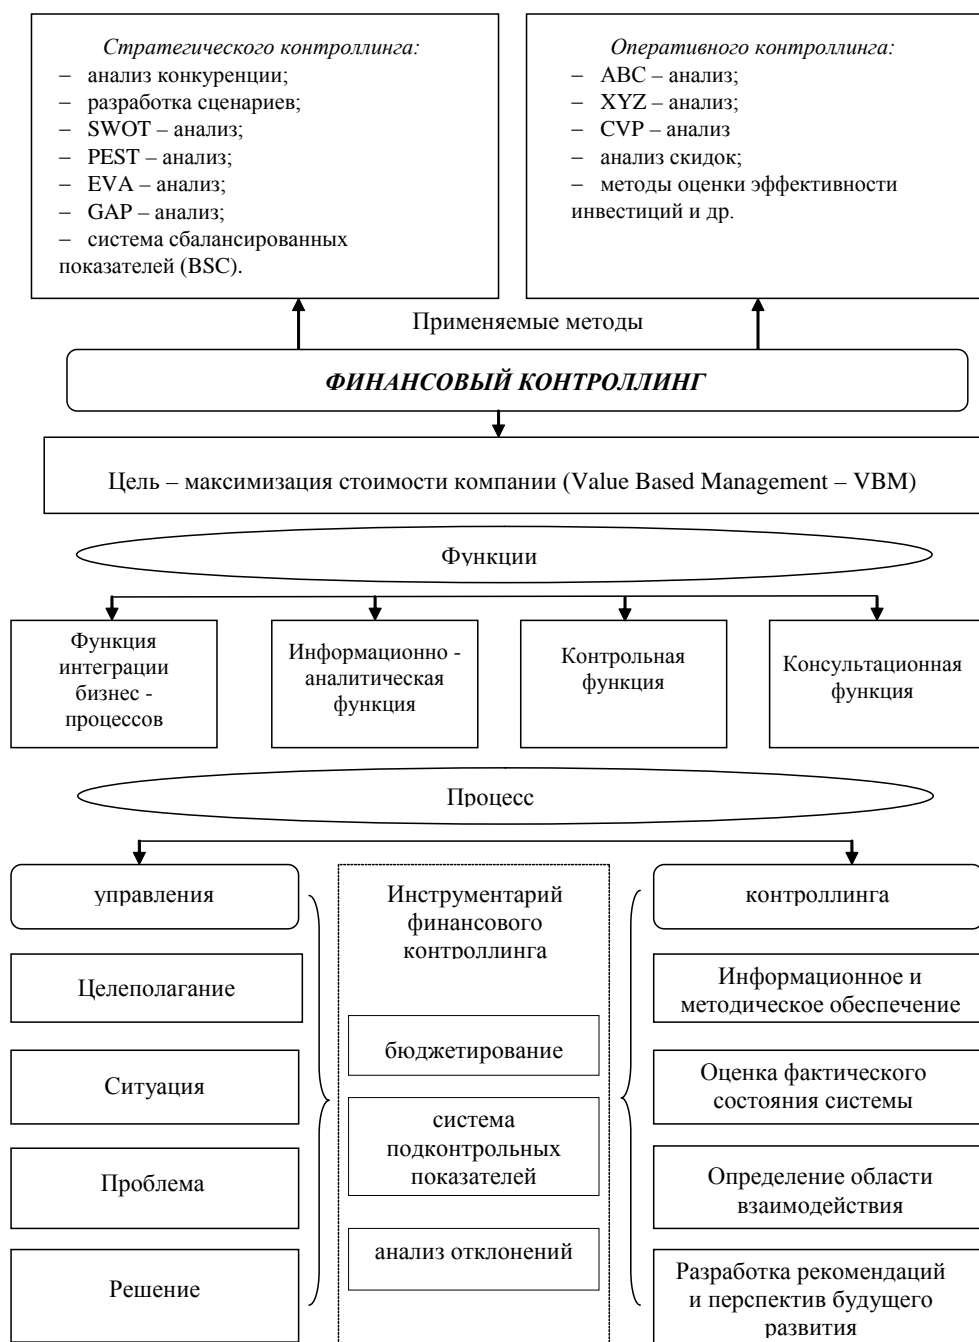 Стратегического контроллинга:
– анализ конкуренции;
– разработка сценариев;
– SWOT – анализ;
– PEST – анализ;
– EVA – анализ;
– GAP – анализ;
– система сбалансированных
показателей (BSC).
Оперативного контроллинга:
– ABC – анализ;
– XYZ – анализ;
– CVP – анализ
– анализ скидок;
– методы оценки эффективности
инвестиций и др.
Применяемые методы
ФИНАНСОВЫЙ КОНТРОЛЛИНГ
Цель – максимизация стоимости компании (Value Based Management – VBM)
Функции
Функция
интеграции
бизнес -
процессов
Информационно -
аналитическая
функция
Контрольная
функция
Консультационная
функция
Процесс
управления
Целеполагание
Ситуация
Проблема
Решение
Инструментарий
финансового
контроллинга
бюджетирование
система
подконтрольных
показателей
анализ отклонений
контроллинга
Информационное и
методическое обеспечение
Оценка фактического
состояния системы
Определение области
взаимодействия
Разработка рекомендаций
и перспектив будущего
развития